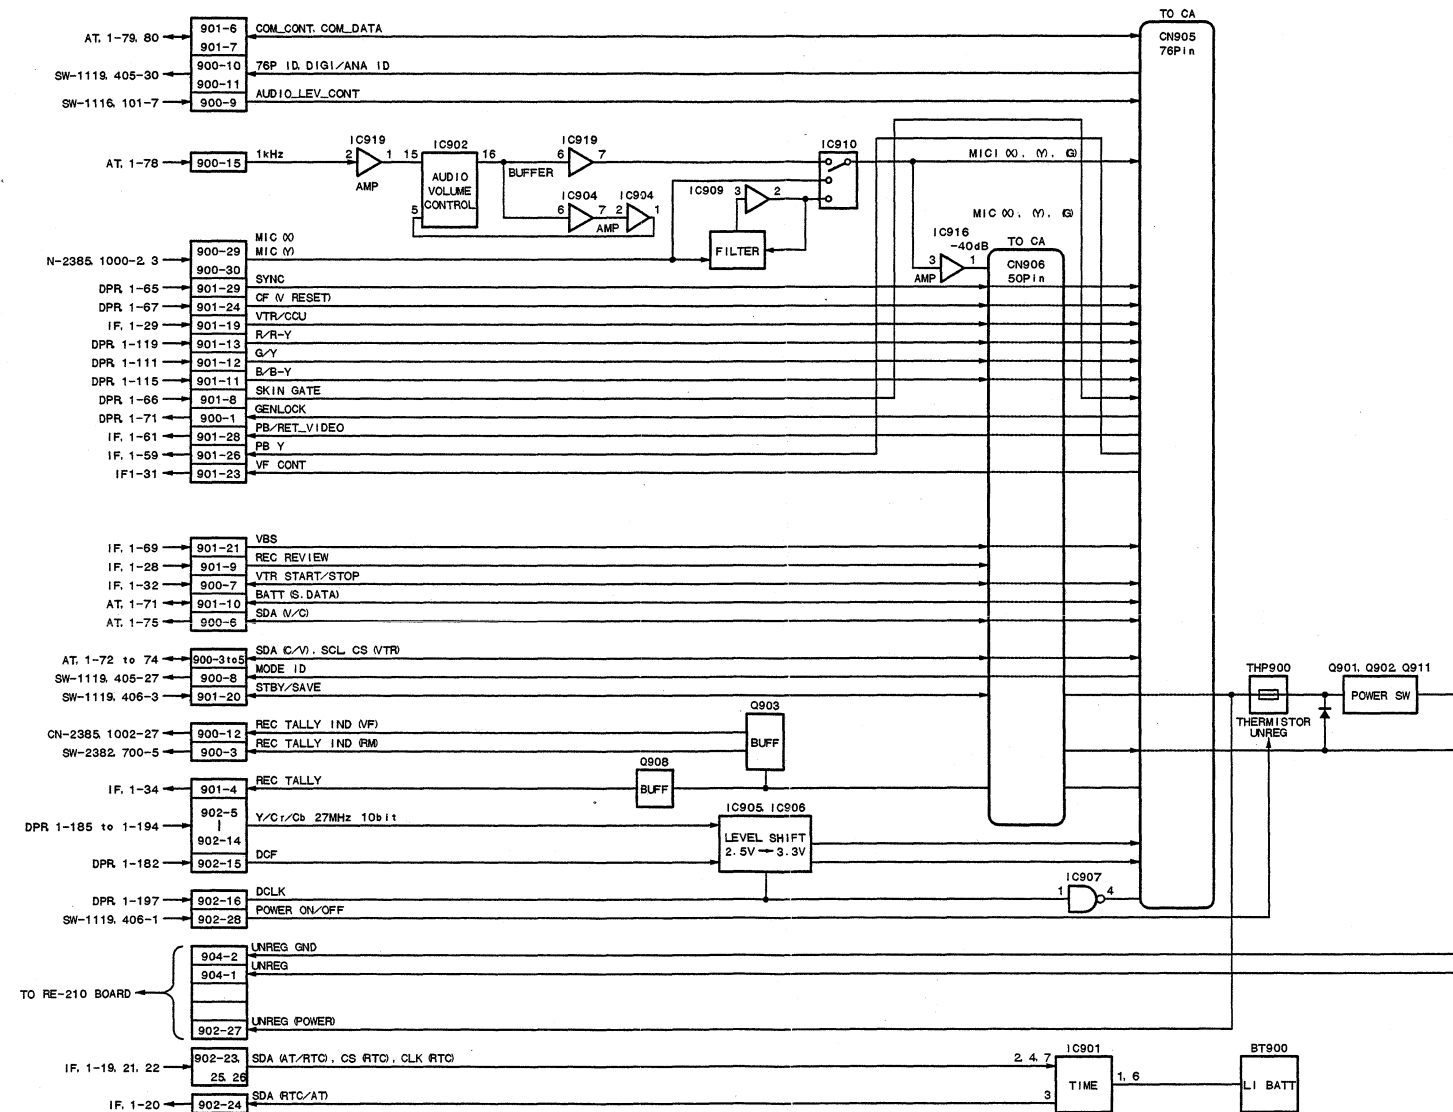 TO CA
CN905
76Pin
AT, 1-79, 80
901-6
901-7
COM_CONT, COM_DATA
SW-1119, 405-30
900-10
900-11
76P ID, DIGI/ANA ID
SW-1116, 101-7
900-9
AUDIO_LEV_CONT
AT, 1-78
900-15
1kHz
2
IC919
1
AMP
15
IC902
16
AUDIO
VOLUME
CONTROL
5
BUFFER
6
IC919
7
6
IC904
7
AMP
2
IC904
1
IC909
3
2
FILTER
IC910
MICI (X), (Y), (G)
MIC (X), (Y), (G)
IC916
-40dB
3
1
AMP
TO CA
CN906
50Pin
MIC (X)
MIC (Y)
N-2385, 1000-2, 3
900-29
900-30
DPR, 1-65
901-29
SYNC
DPR, 1-67
901-24
CF (V RESET)
IF, 1-29
901-19
VTR/CCU
DPR, 1-119
901-13
R/R-Y
DPR, 1-111
901-12
G/Y
DPR, 1-115
901-11
B/B-Y
DPR, 1-66
901-8
SKIN GATE
DPR, 1-71
900-1
GENLOCK
IF, 1-61
901-28
PB/RET_VIDEO
IF, 1-59
901-26
PB Y
IF1-31
901-23
VF CONT
IF, 1-69
901-21
VBS
IF, 1-28
901-9
REC REVIEW
IF, 1-32
900-7
VTR START/STOP
AT, 1-71
901-10
BATT (S.DATA)
AT, 1-75
900-6
SDA (V/C)
AT, 1-72 to 74
900-3to5
SDA (C/V), SCL, CS (VTR)
SW-1119, 405-27
900-8
MODE ID
SW-1119, 406-3
901-20
STBY/SAVE
THP900
THERMISTOR
UNREG
Q901, Q902, Q911
POWER SW
CN-2385, 1002-27
900-12
REC TALLY IND (VF)
SW-2382, 700-5
900-3
REC TALLY IND (RM)
Q903
BUFF
IF, 1-34
901-4
REC TALLY
Q908
BUFF
DPR, 1-185 to 1-194
902-5
902-14
Y/Cr/Cb 27MHz 10bit
IC905, IC906
LEVEL SHIFT
2.5V → 3.3V
DPR, 1-182
902-15
DCF
DPR, 1-197
902-16
DCLK
1
IC907
4
SW-1119, 406-1
902-28
POWER ON/OFF
TO RE-210 BOARD
904-2
UNREG GND
904-1
UNREG
902-27
UNREG (POWER)
IF, 1-19, 21, 22
902-23,
25, 26
SDA (AT/RTC), CS (RTC), CLK (RTC)
2, 4, 7
IC901
TIME
1, 6
BT900
LI BATT
IF, 1-20
902-24
SDA (RTC/AT)
3